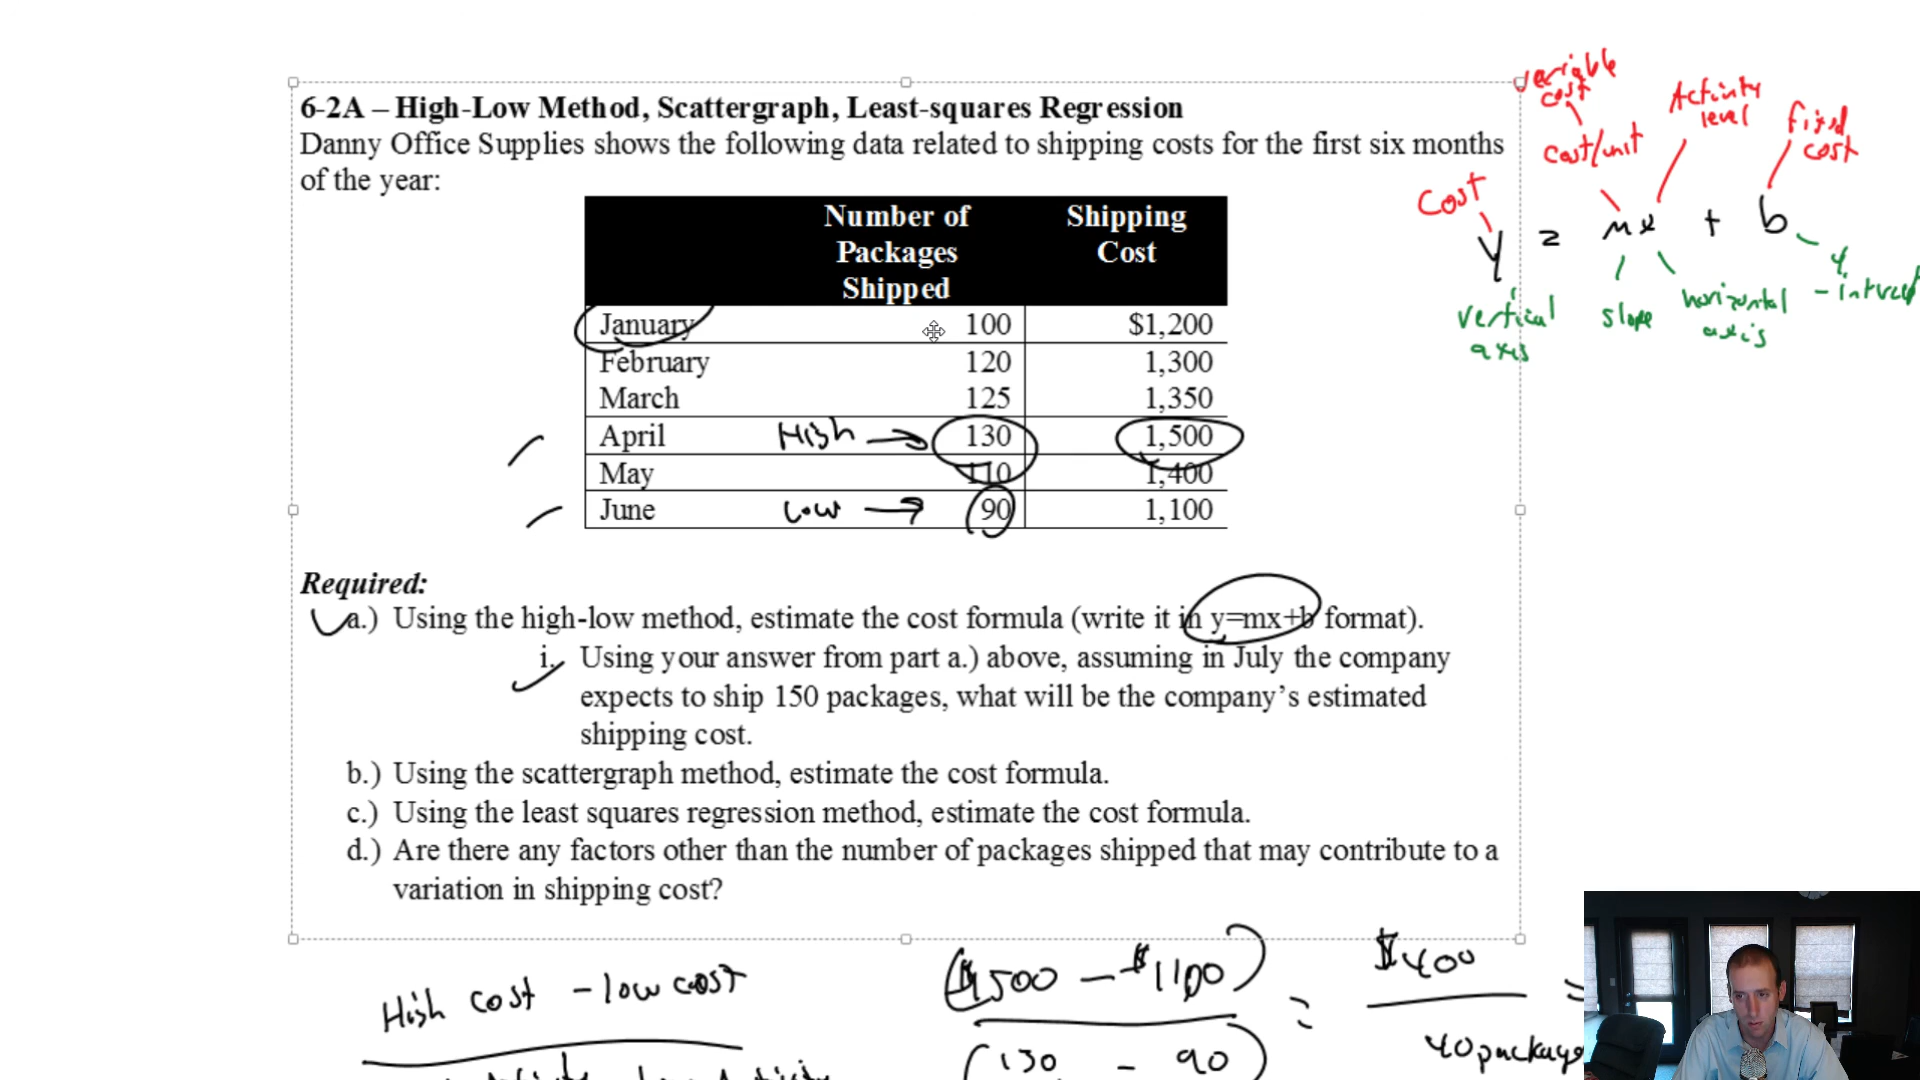 6-2A – High-Low Method, Scattergraph, Least-squares Regression
Danny Office Supplies shows the following data related to shipping costs for the first six months
of the year:
Number of Packages Shipped Shipping Cost
January 100 $1,200
February 120 1,300
March 125 1,350
April High 130 1,500
May 110 1,400
June Low 90 1,100
Required:
a.) Using the high-low method, estimate the cost formula (write it in y=mx+b format).
i. Using your answer from part a.) above, assuming in July the company
expects to ship 150 packages, what will be the company’s estimated
shipping cost.
b.) Using the scattergraph method, estimate the cost formula.
c.) Using the least squares regression method, estimate the cost formula.
d.) Are there any factors other than the number of packages shipped that may contribute to a
variation in shipping cost?
variable
cost
cost/unit
Activity
level
fixed
cost
Cost
y = mx + b
vertical
axis
slope
horizontal
axis
y
-intercept
High cost - low cost
($1500 - $1100) = $400 =
(130 - 90) 40 package